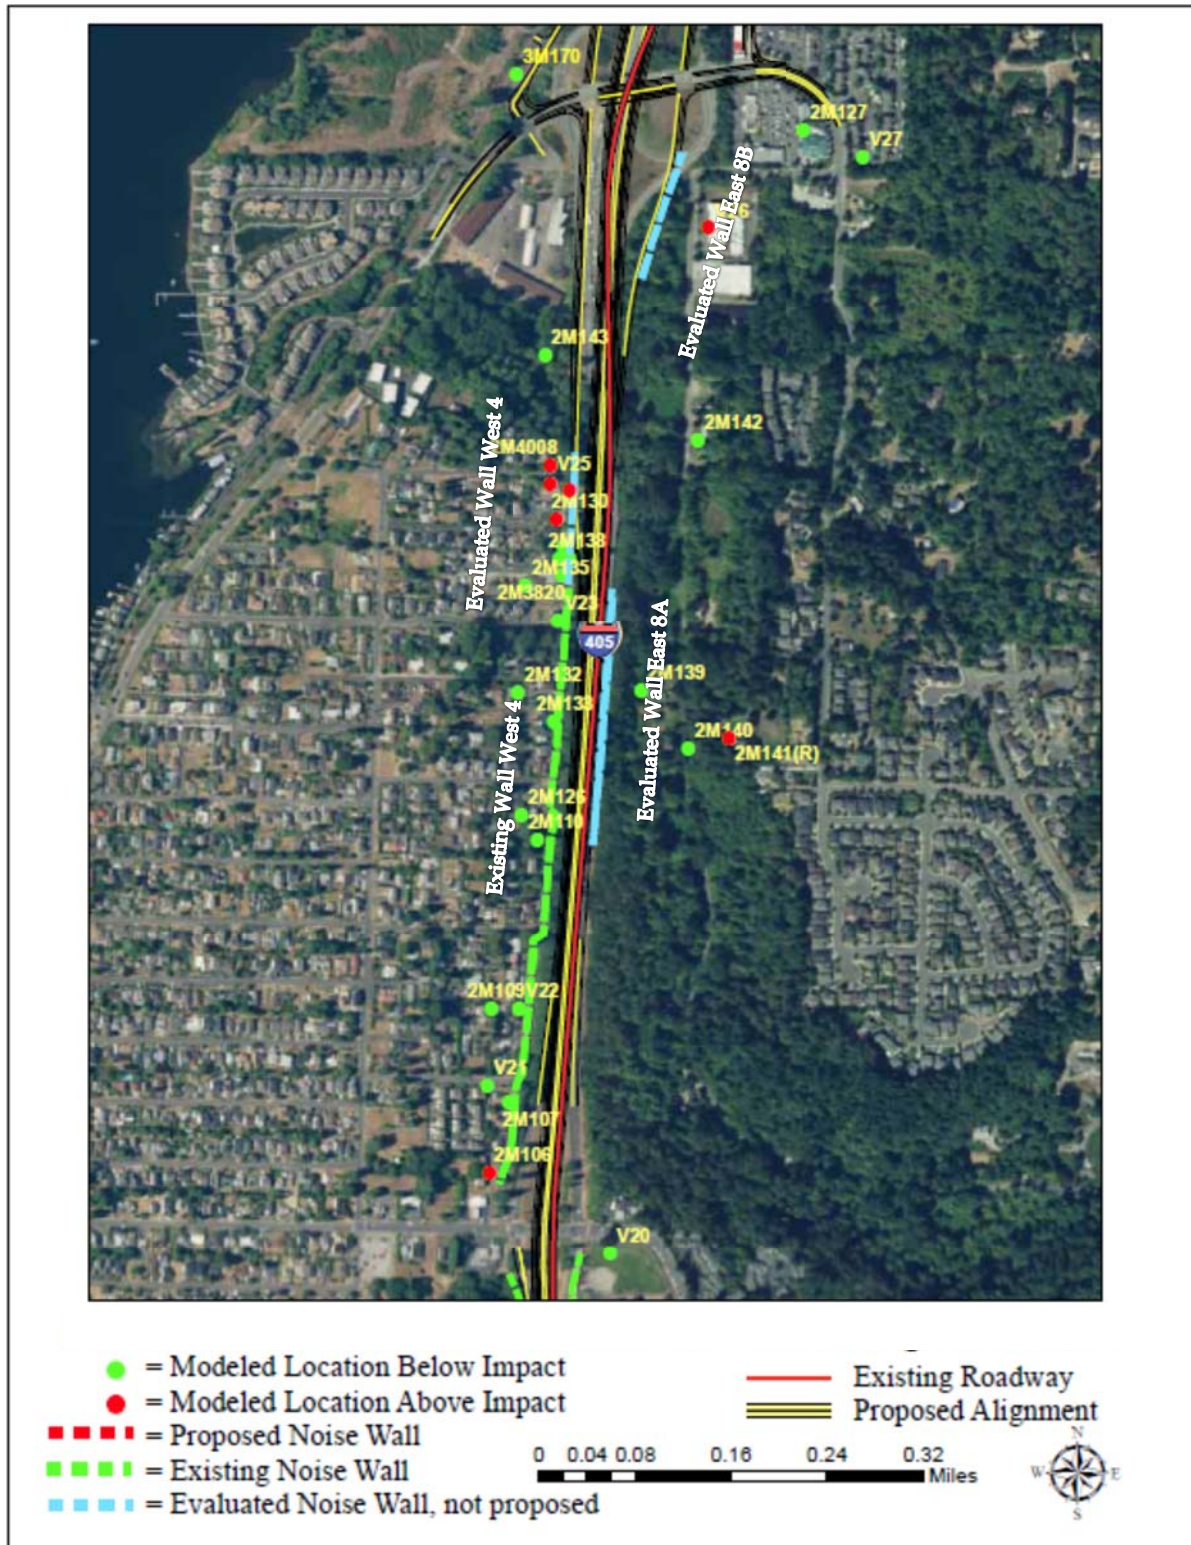 3M170
2M127
V27
Evaluated Wall East 8B
2M143
2M142
Evaluated Wall West 4
M4008
V25
2M130
2M138
2M135
2M3820
V23
405
2M132
M139
Evaluated Wall East 8A
2M133
2M140
2M141(R)
Existing Wall West 4
2M126
2M110
2M109 V22
V21
2M107
2M106
V20
= Modeled Location Below Impact
= Modeled Location Above Impact
= Proposed Noise Wall
= Existing Noise Wall
= Evaluated Noise Wall, not proposed
Existing Roadway
Proposed Alignment
0 0.04 0.08 0.16 0.24 0.32
Miles
N
W E
S